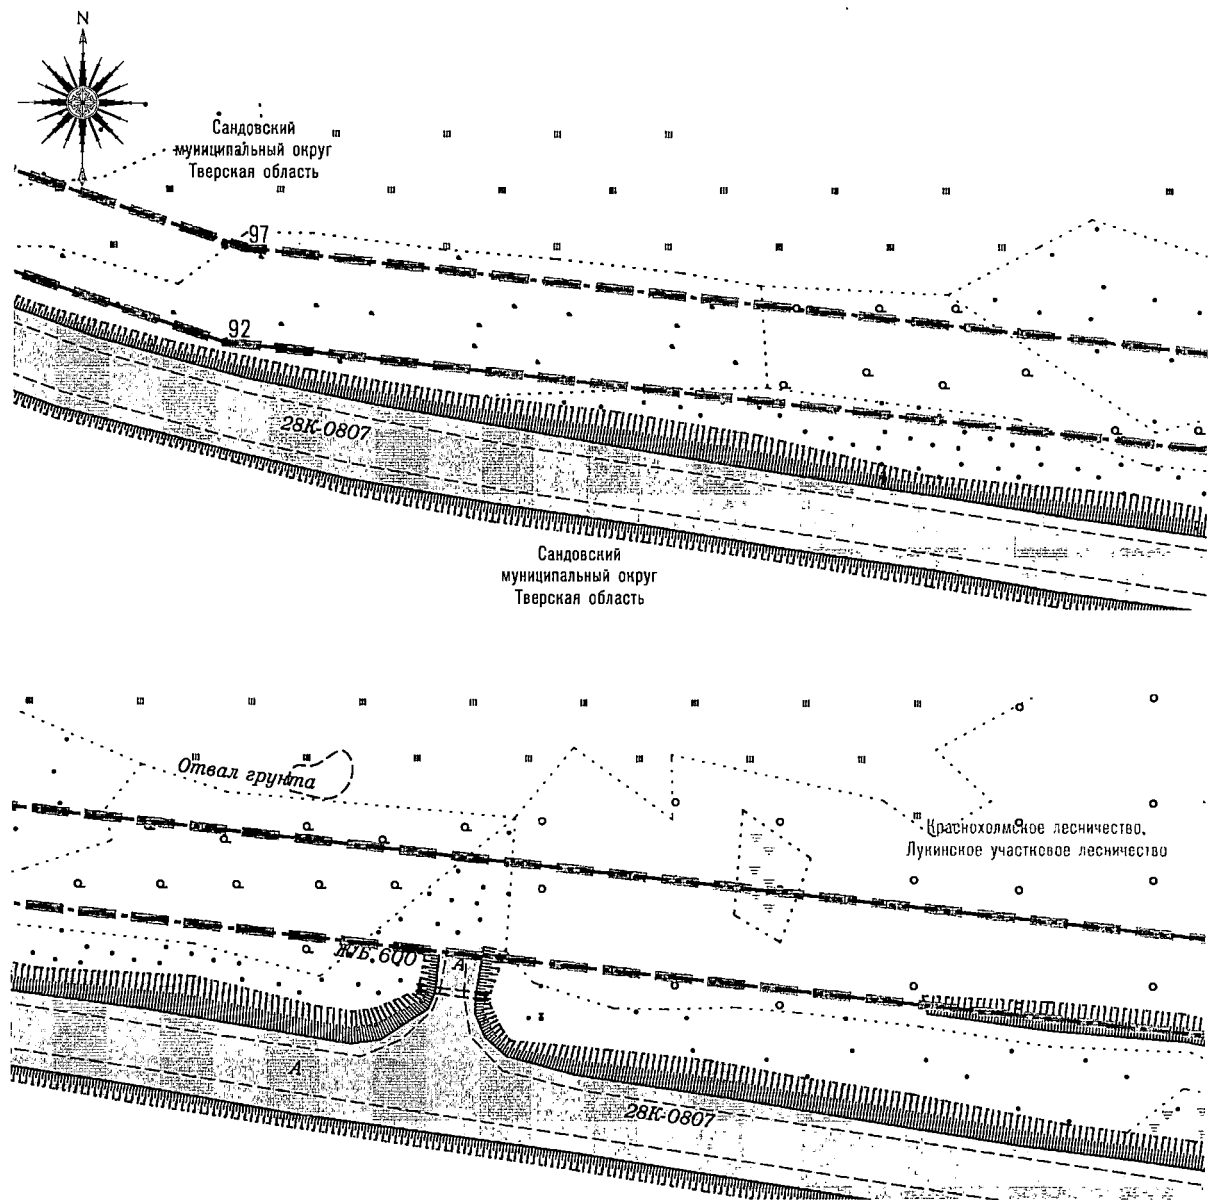 N
Сандовский
муниципальный округ
Тверская область
97
92
28К-0807
Сандовский
муниципальный округ
Тверская область
Отвал грунта
Краснохолмское лесничество,
Лукинское участковое лесничество
Ж/Б.600
А
А
28К-0807